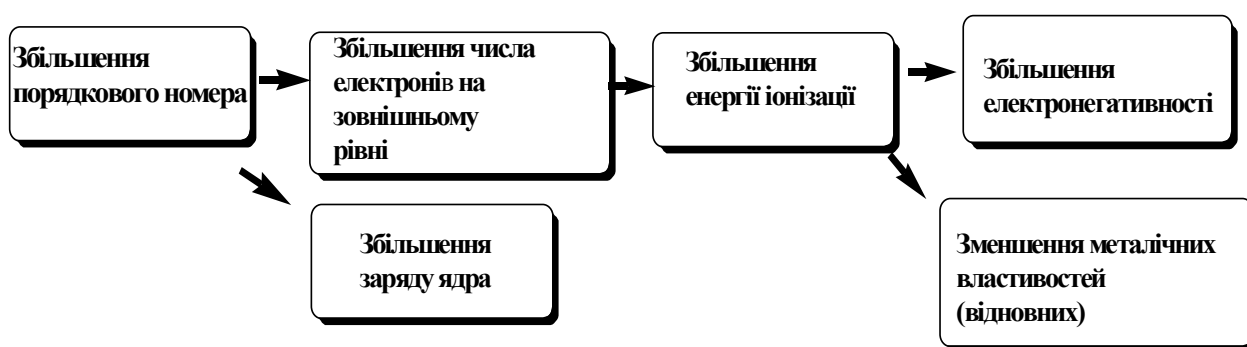 Збільшення
порядкового номера
Збільшення числа
електронів на
зовнішньому
рівні
Збільшення
енергії іонізації
Збільшення
електронегативності
Збільшення
заряду ядра
Зменшення металічних
властивостей
(відновних)